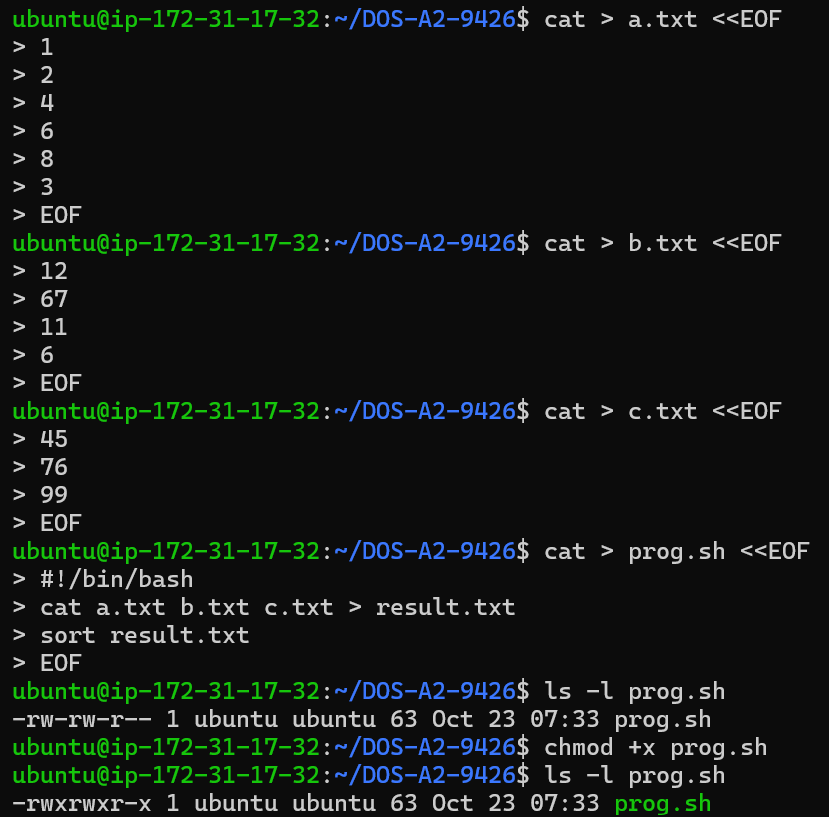 ubuntu@ip-172-31-17-32:~/DOS-A2-9426$ cat > a.txt <<EOF
> 1
> 2
> 4
> 6
> 8
> 3
> EOF
ubuntu@ip-172-31-17-32:~/DOS-A2-9426$ cat > b.txt <<EOF
> 12
> 67
> 11
> 6
> EOF
ubuntu@ip-172-31-17-32:~/DOS-A2-9426$ cat > c.txt <<EOF
> 45
> 76
> 99
> EOF
ubuntu@ip-172-31-17-32:~/DOS-A2-9426$ cat > prog.sh <<EOF
> #!/bin/bash
> cat a.txt b.txt c.txt > result.txt
> sort result.txt
> EOF
ubuntu@ip-172-31-17-32:~/DOS-A2-9426$ ls -l prog.sh
-rw-rw-r-- 1 ubuntu ubuntu 63 Oct 23 07:33 prog.sh
ubuntu@ip-172-31-17-32:~/DOS-A2-9426$ chmod +x prog.sh
ubuntu@ip-172-31-17-32:~/DOS-A2-9426$ ls -l prog.sh
-rwxrwxr-x 1 ubuntu ubuntu 63 Oct 23 07:33 prog.sh